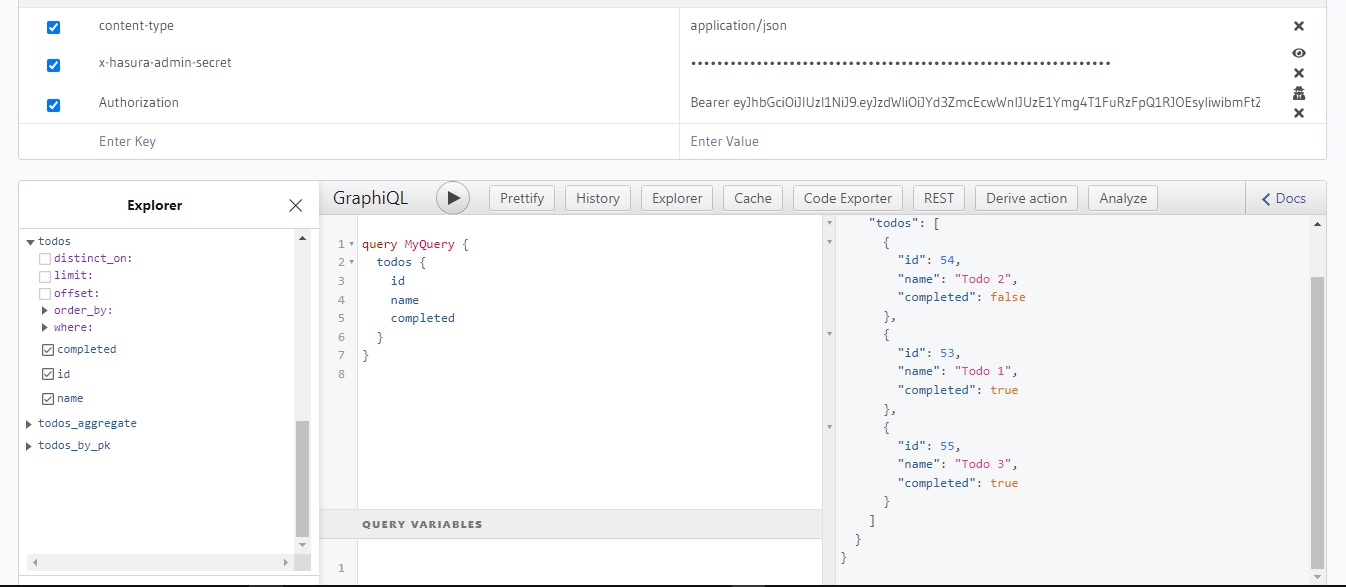 content-type application/json
x-hasura-admin-secret ••••••••••••••••••••••••••••••••••••••••••••••••••••••••••••••••
Authorization Bearer eyJhbGciOiJIUzI1NiJ9.eyJzdWIiOiJYd3ZmcEcwWnlJUzE1Ymg4T1FuRzFpQ1RJOEsyIiwibmFtZ
Enter Key Enter Value
Explorer
GraphiQL Prettify History Explorer Cache Code Exporter REST Derive action Analyze Docs
todos
distinct_on:
limit:
offset:
order_by:
where:
completed
id
name
todos_aggregate
todos_by_pk
1 query MyQuery {
2 todos {
3 id
4 name
5 completed
6 }
7 }
8
QUERY VARIABLES
1
"todos": [
{
"id": 54,
"name": "Todo 2",
"completed": false
},
{
"id": 53,
"name": "Todo 1",
"completed": true
},
{
"id": 55,
"name": "Todo 3",
"completed": true
}
]
}
}